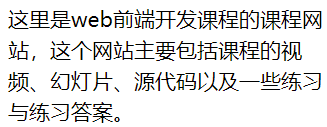 这里是web前端开发课程的课程网
站，这个网站主要包括课程的视
频、幻灯片、源代码以及一些练习
与练习答案。